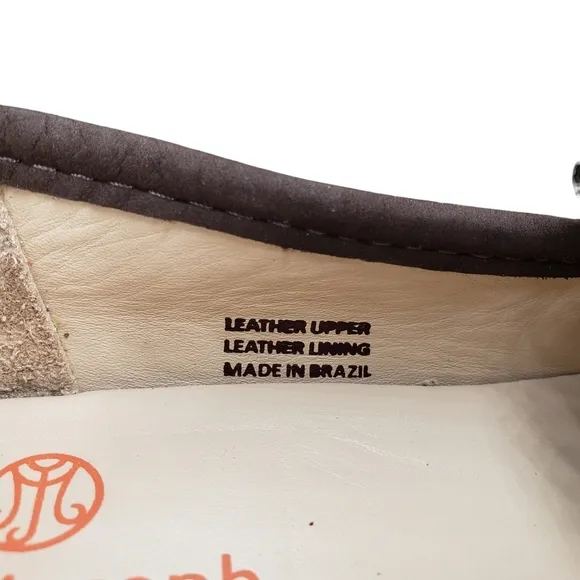 LEATHER UPPER
LEATHER LINING
MADE IN BRAZIL